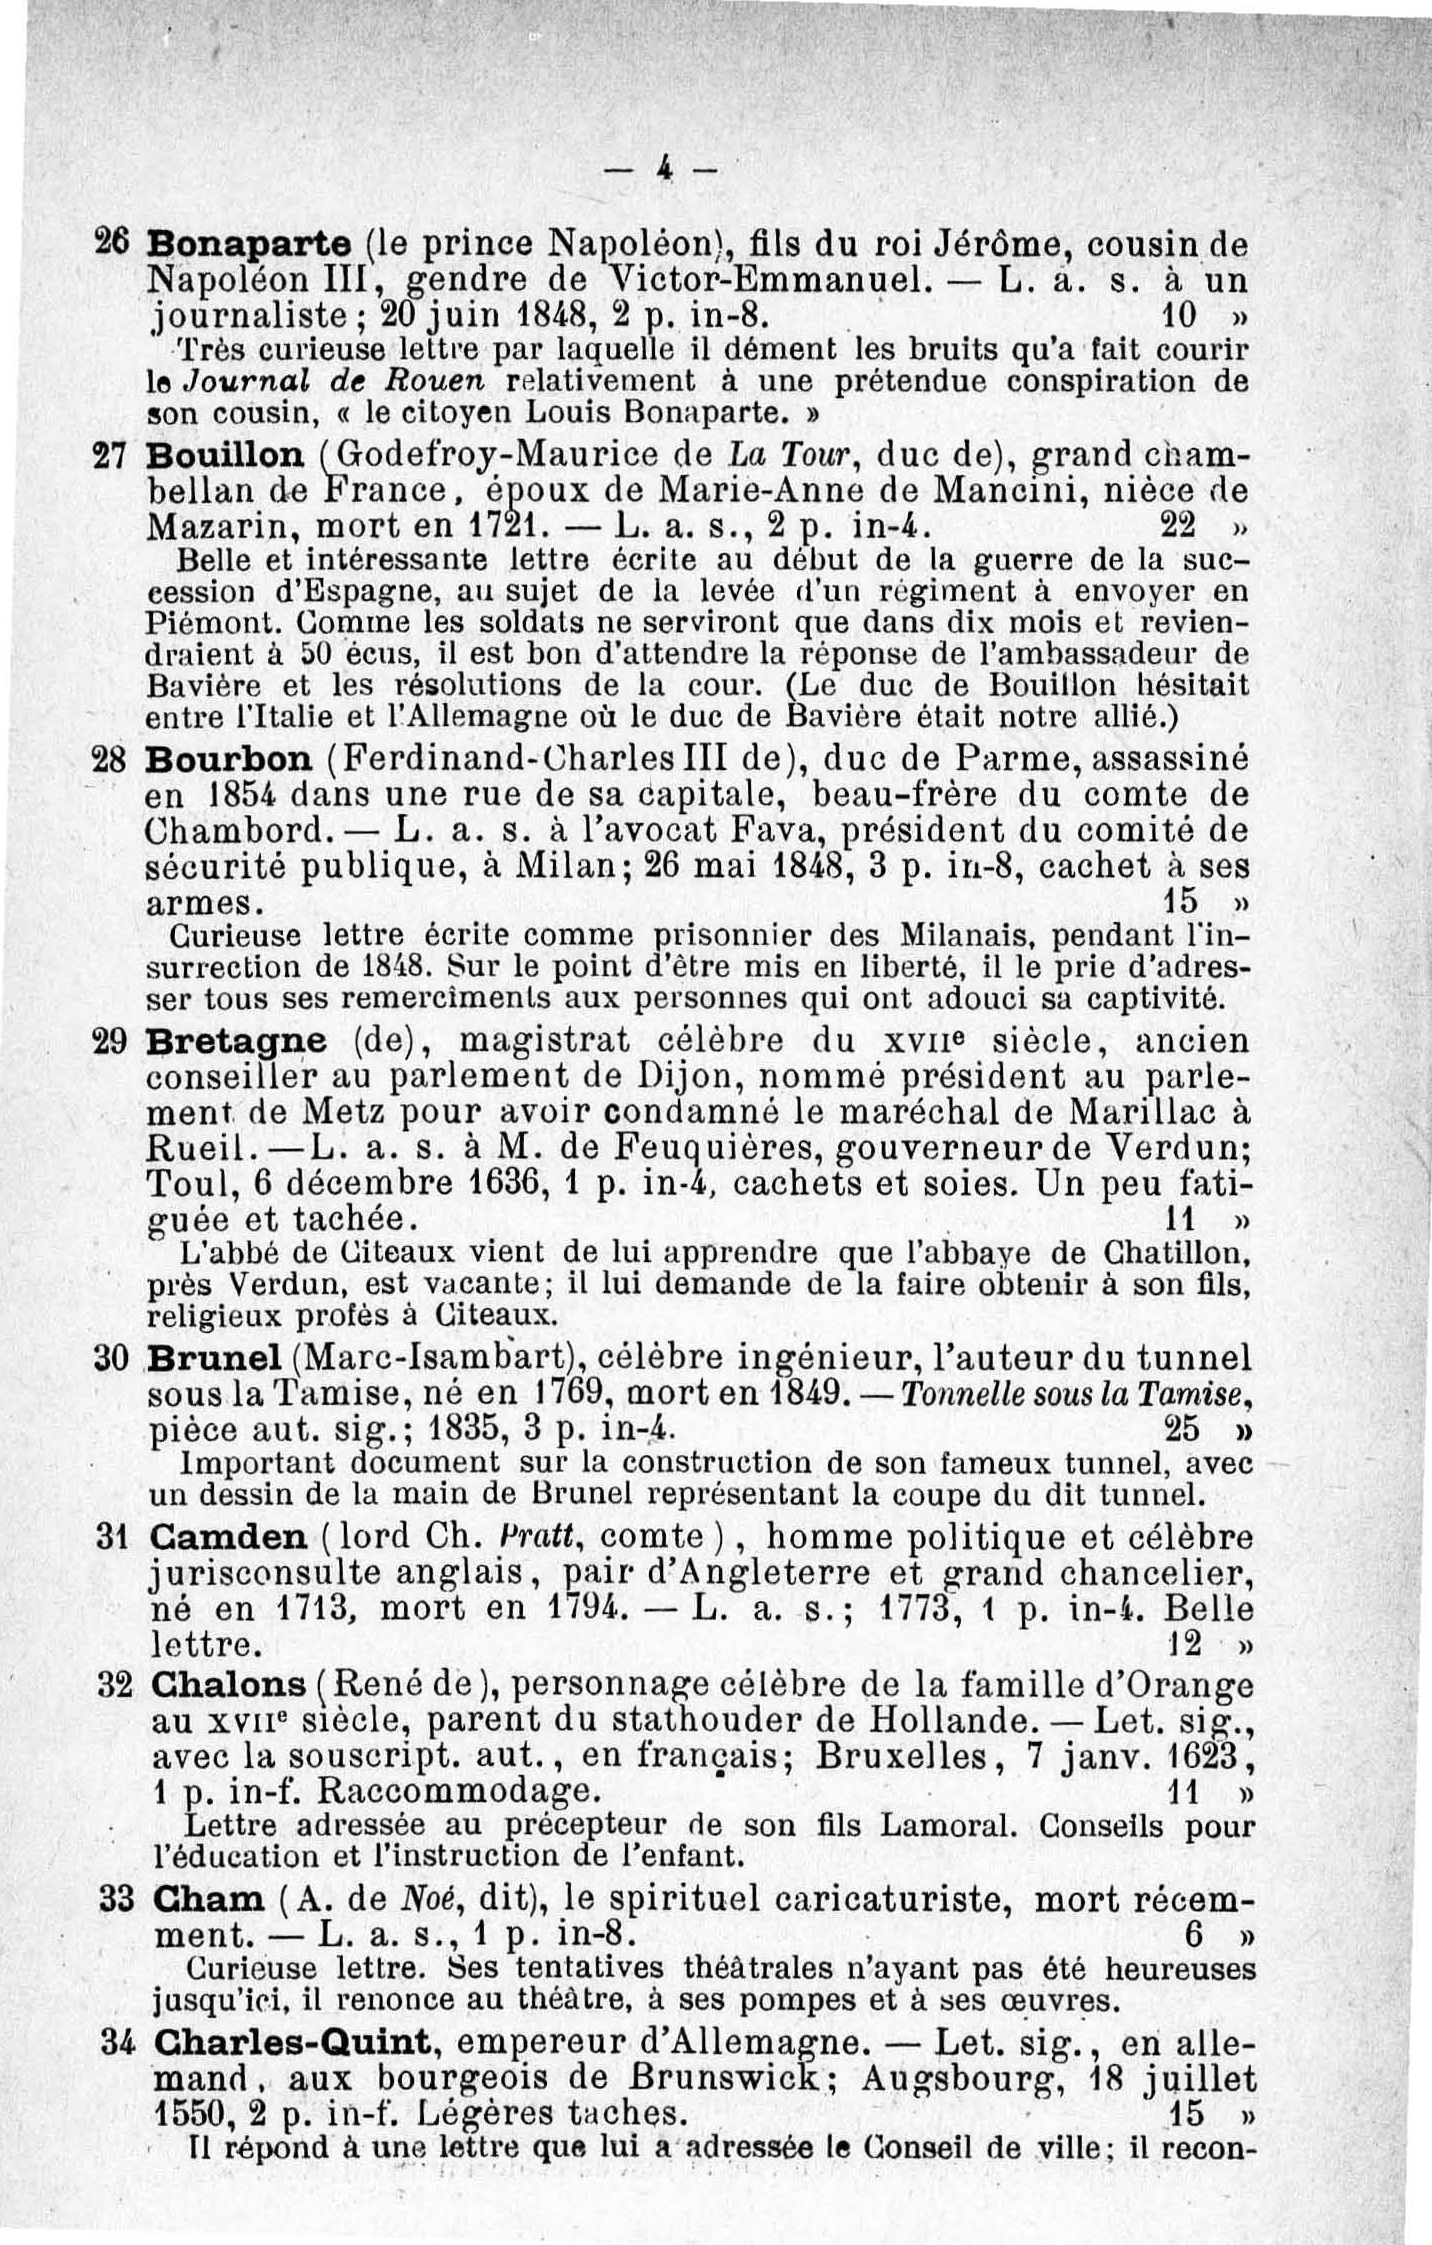 — 4 —
26 Bonaparte (le prince Napoléon), fils du roi Jérôme, cousin de
Napoléon III, gendre de Victor-Emmanuel. — L. a. s. à un
journaliste ; 20 juin 1848, 2 p. in-8. 10 »
Très curieuse lettre par laquelle il dément les bruits qu'a fait courir
le Journal de Rouen relativement à une prétendue conspiration de
son cousin, « le citoyen Louis Bonaparte. »
27 Bouillon (Godefroy-Maurice de La Tour, duc de), grand cham-
bellan de France, époux de Marie-Anne de Mancini, nièce de
Mazarin, mort en 1721. — L. a. s., 2 p. in-4. 22 »
Belle et intéressante lettre écrite au début de la guerre de la suc-
cession d'Espagne, au sujet de la levée d'un régiment à envoyer en
Piémont. Comme les soldats ne serviront que dans dix mois et revien-
draient à 50 écus, il est bon d'attendre la réponse de l'ambassadeur de
Bavière et les résolutions de la cour. (Le duc de Bouillon hésitait
entre l'Italie et l'Allemagne où le duc de Bavière était notre allié.)
28 Bourbon (Ferdinand-Charles III de), duc de Parme, assassiné
en 1854 dans une rue de sa capitale, beau-frère du comte de
Chambord. — L. a. s. à l'avocat Fava, président du comité de
sécurité publique, à Milan; 26 mai 1848, 3 p. in-8, cachet à ses
armes. 15 »
Curieuse lettre écrite comme prisonnier des Milanais, pendant l'in-
surrection de 1848. Sur le point d'être mis en liberté, il le prie d'adres-
ser tous ses remercîments aux personnes qui ont adouci sa captivité.
29 Bretagne (de), magistrat célèbre du XVIIe siècle, ancien
conseiller au parlement de Dijon, nommé président au parle-
ment de Metz pour avoir condamné le maréchal de Marillac à
Rueil. — L. a. s. à M. de Feuquières, gouverneur de Verdun;
Toul, 6 décembre 1636, 1 p. in-4, cachets et soies. Un peu fati-
guée et tachée. 11 »
L'abbé de Citeaux vient de lui apprendre que l'abbaye de Chatillon,
près Verdun, est vacante; il lui demande de la faire obtenir à son fils,
religieux profès à Citeaux.
30 Brunel (Marc-Isambart), célèbre ingénieur, l'auteur du tunnel
sous la Tamise, né en 1769, mort en 1849. — Tonnelle sous la Tamise,
pièce aut. sig.; 1835, 3 p. in-4. 25 »
Important document sur la construction de son fameux tunnel, avec
un dessin de la main de Brunel représentant la coupe du dit tunnel.
31 Camden (lord Ch. Pratt, comte), homme politique et célèbre
jurisconsulte anglais, pair d'Angleterre et grand chancelier,
né en 1713, mort en 1794. — L. a. s.; 1773, 1 p. in-4. Belle
lettre. 12 »
32 Chalons (René de), personnage célèbre de la famille d'Orange
au XVIIe siècle, parent du stathouder de Hollande. — Let. sig.,
avec la souscript. aut., en français; Bruxelles, 7 janv. 1623,
1 p. in-f. Raccommodage. 11 »
Lettre adressée au précepteur de son fils Lamoral. Conseils pour
l'éducation et l'instruction de l'enfant.
33 Cham (A. de Noé, dit), le spirituel caricaturiste, mort récem-
ment. — L. a. s., 1 p. in-8. 6 »
Curieuse lettre. Ses tentatives théâtrales n'ayant pas été heureuses
jusqu'ici, il renonce au théâtre, à ses pompes et à ses œuvres.
34 Charles-Quint, empereur d'Allemagne. — Let. sig., en alle-
mand, aux bourgeois de Brunswick; Augsbourg, 18 juillet
1550, 2 p. in-f. Légères taches. 15 »
Il répond à une lettre que lui a adressée le Conseil de ville; il recon-